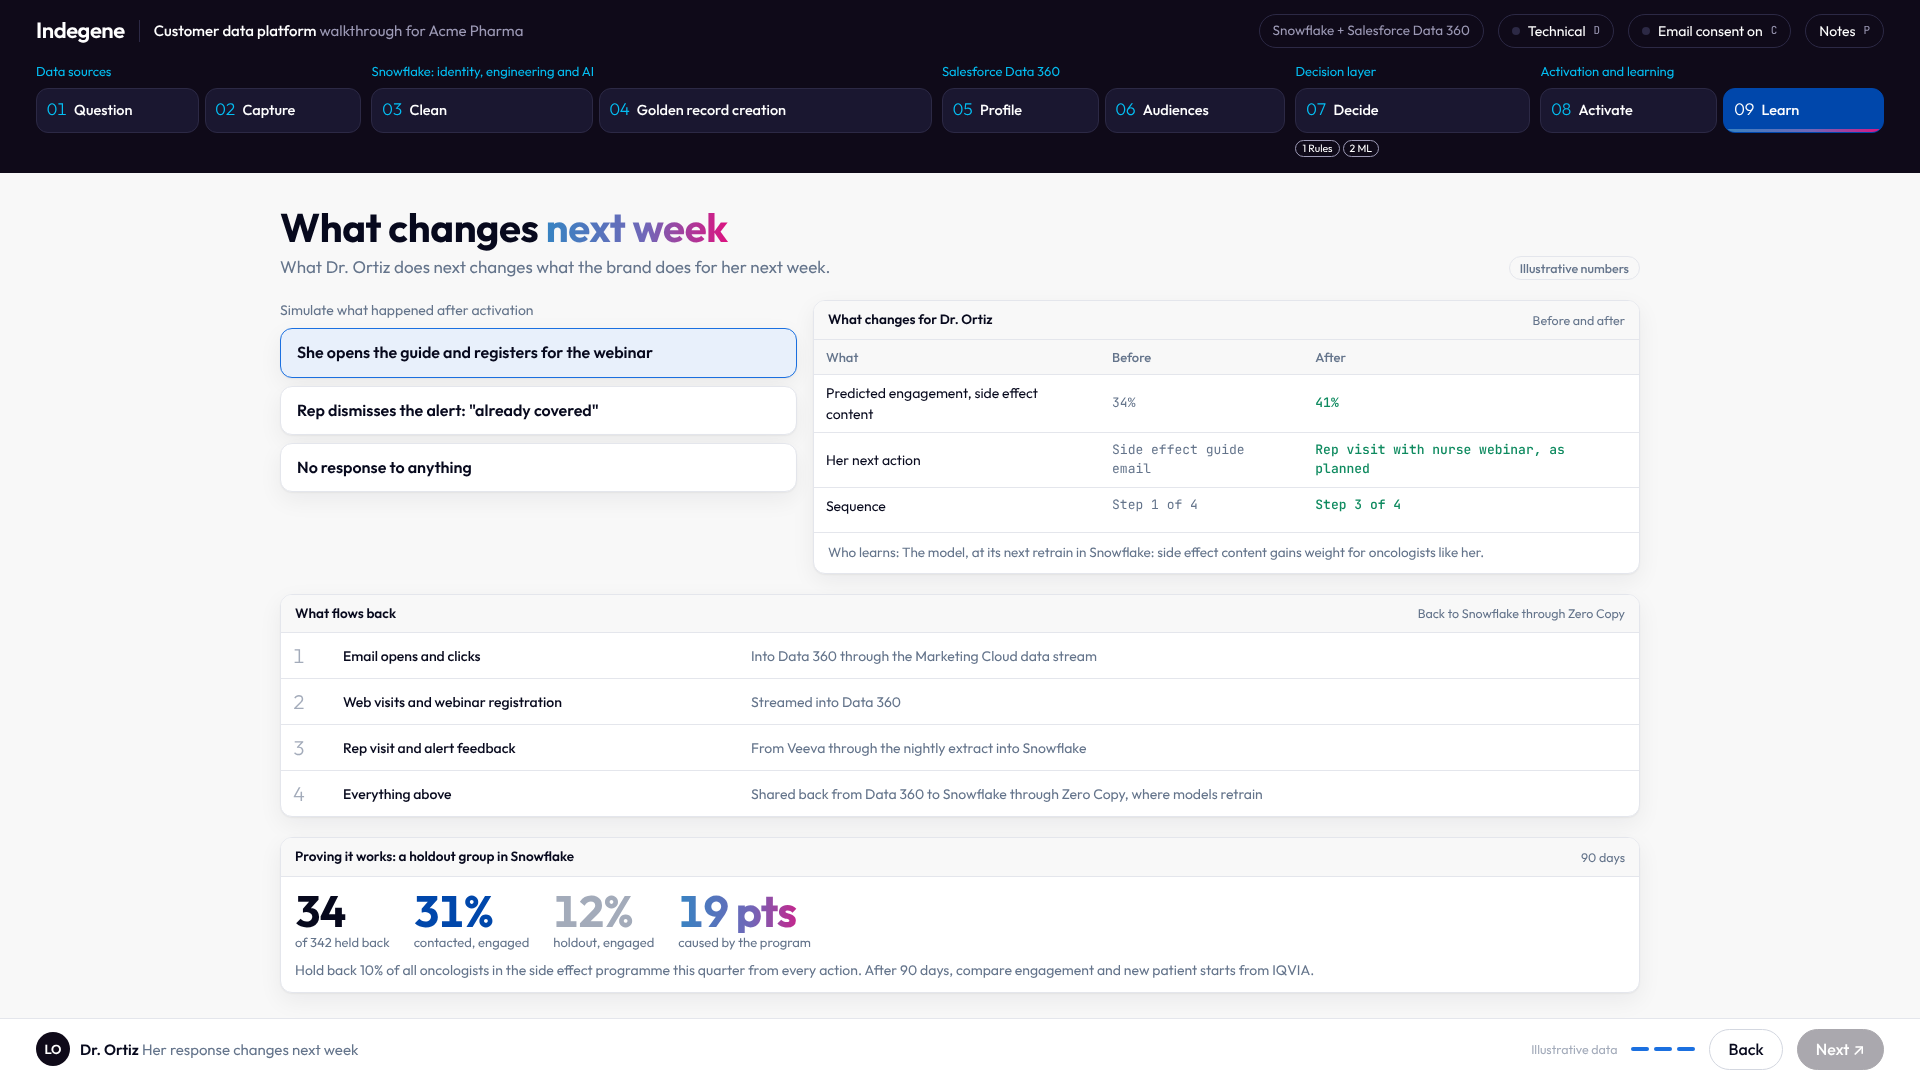 Indegene
Customer data platform walkthrough for Acme Pharma
Snowflake + Salesforce Data 360
Technical D
Email consent on C
Notes P
Data sources
Snowflake: identity, engineering and AI
Salesforce Data 360
Decision layer
Activation and learning
01 Question
02 Capture
03 Clean
04 Golden record creation
05 Profile
06 Audiences
07 Decide
08 Activate
09 Learn
1 Rules
2 ML
What changes next week
What Dr. Ortiz does next changes what the brand does for her next week.
Illustrative numbers
Simulate what happened after activation
She opens the guide and registers for the webinar
Rep dismisses the alert: "already covered"
No response to anything
What changes for Dr. Ortiz
Before and after
What
Before
After
Predicted engagement, side effect
content
34%
41%
Her next action
Side effect guide
email
Rep visit with nurse webinar, as
planned
Sequence
Step 1 of 4
Step 3 of 4
Who learns: The model, at its next retrain in Snowflake: side effect content gains weight for oncologists like her.
What flows back
Back to Snowflake through Zero Copy
1 Email opens and clicks Into Data 360 through the Marketing Cloud data stream
2 Web visits and webinar registration Streamed into Data 360
3 Rep visit and alert feedback From Veeva through the nightly extract into Snowflake
4 Everything above Shared back from Data 360 to Snowflake through Zero Copy, where models retrain
Proving it works: a holdout group in Snowflake
90 days
34
of 342 held back
31%
contacted, engaged
12%
holdout, engaged
19 pts
caused by the program
Hold back 10% of all oncologists in the side effect programme this quarter from every action. After 90 days, compare engagement and new patient starts from IQVIA.
LO
Dr. Ortiz Her response changes next week
Illustrative data
Back
Next ↗